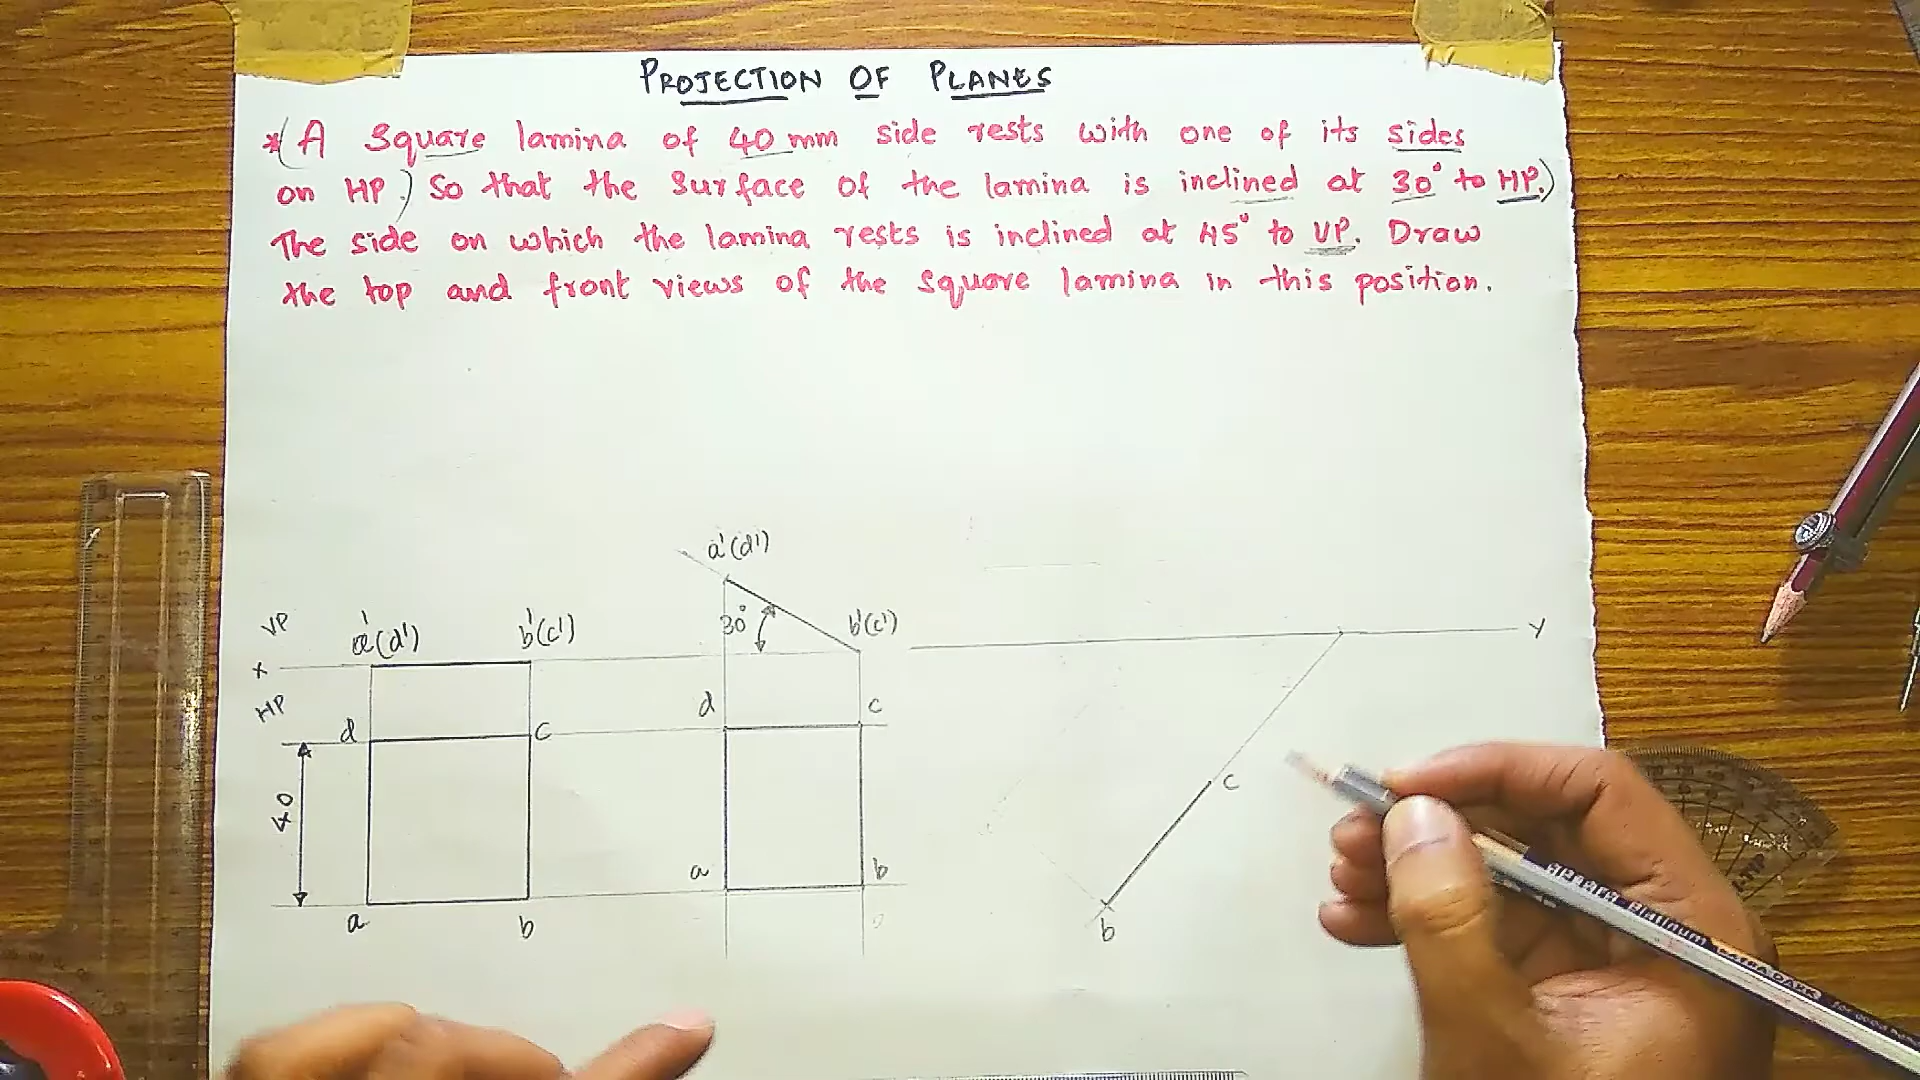 PROJECTION OF PLANES
*(A Square lamina of 40 mm side rests with one of its sides
on HP.) So that the surface of the lamina is inclined at 30° to HP.)
The side on which the lamina rests is inclined at 45° to VP. Draw
the top and front views of the square lamina in this position.
a'(d')
VP
a'(d')
b'(c')
30°
b'(c')
Y
X
HP
d
c
d
c
c
40
a
b
a
b
b